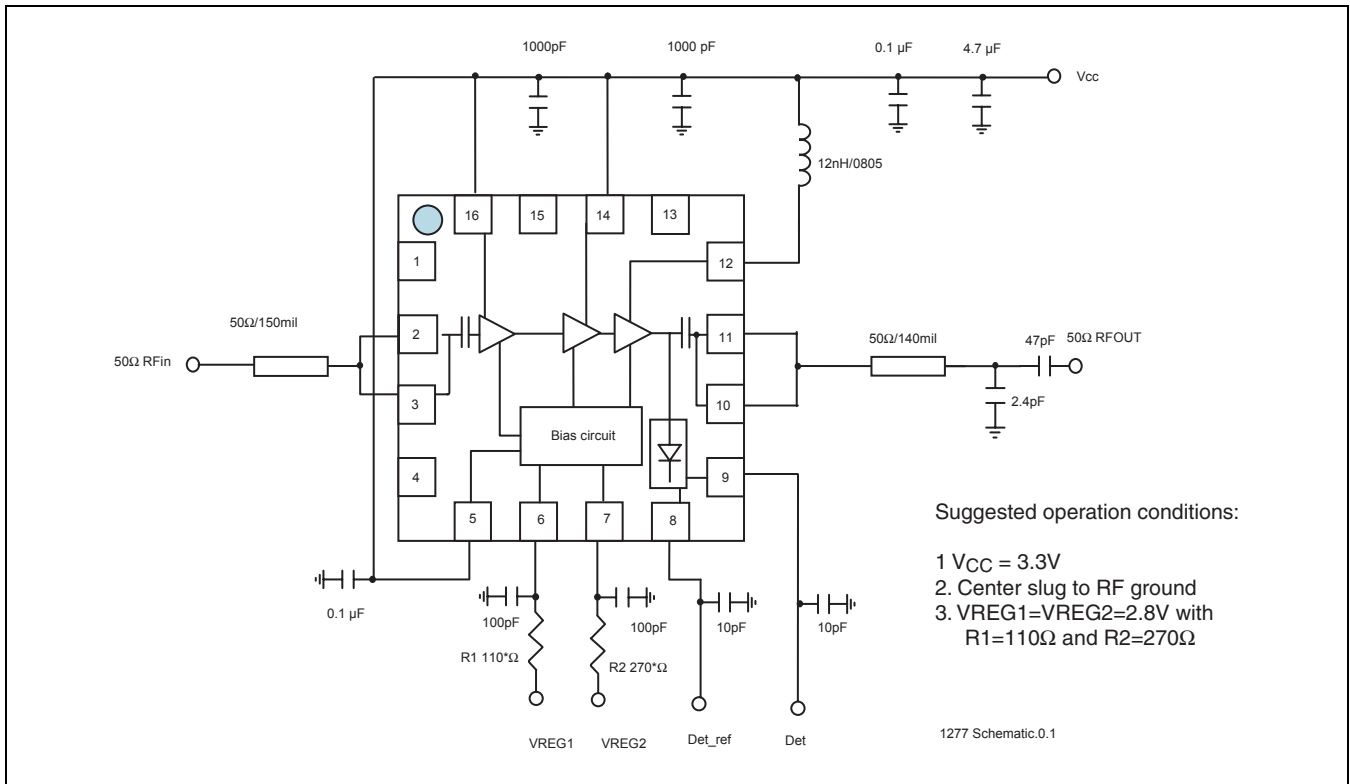 1000pF
1000 pF
0.1 µF
4.7 µF
Vcc
12nH/0805
16
15
14
13
1
12
50Ω/150mil
2
11
50Ω/140mil
47pF
50Ω RFOUT
50Ω RFin
3
10
2.4pF
Bias circuit
4
9
5
6
7
8
Suggested operation conditions:
1 VCC = 3.3V
2. Center slug to RF ground
3. VREG1=VREG2=2.8V with
R1=110Ω and R2=270Ω
0.1 µF
100pF
100pF
10pF
10pF
R1 110*Ω
R2 270*Ω
VREG1
VREG2
Det_ref
Det
1277 Schematic.0.1